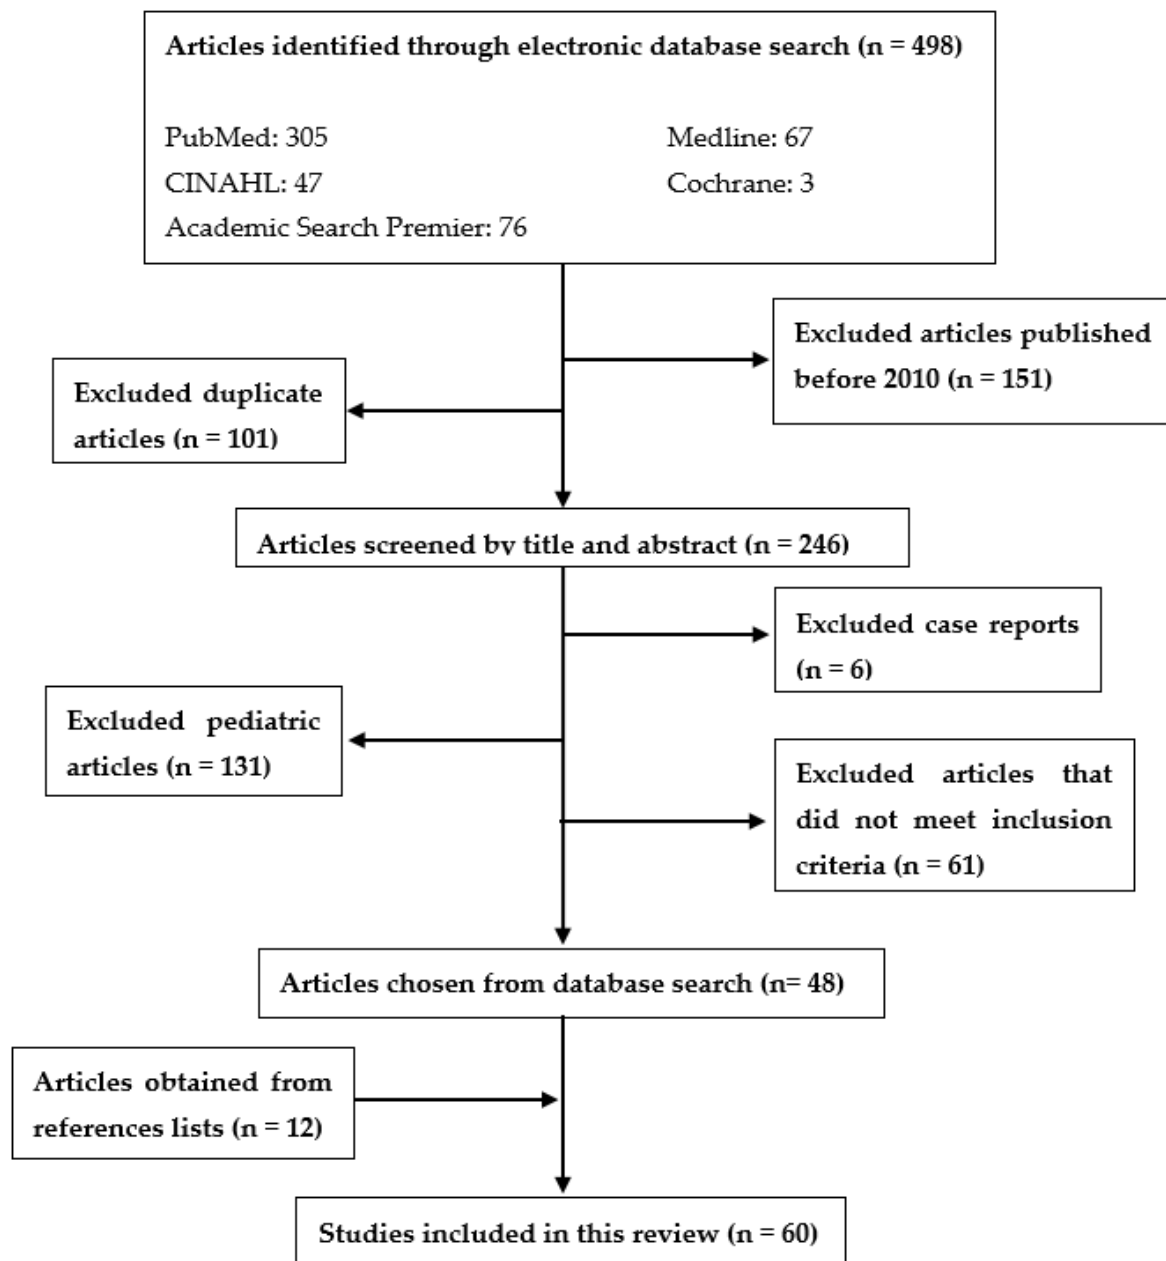 Articles identified through electronic database search (n = 498)
PubMed: 305
Medline: 67
CINAHL: 47
Cochrane: 3
Academic Search Premier: 76
Excluded articles published
before 2010 (n = 151)
Excluded duplicate
articles (n = 101)
Articles screened by title and abstract (n = 246)
Excluded case reports
(n = 6)
Excluded pediatric
articles (n = 131)
Excluded articles that
did not meet inclusion
criteria (n = 61)
Articles chosen from database search (n= 48)
Articles obtained from
references lists (n = 12)
Studies included in this review (n = 60)